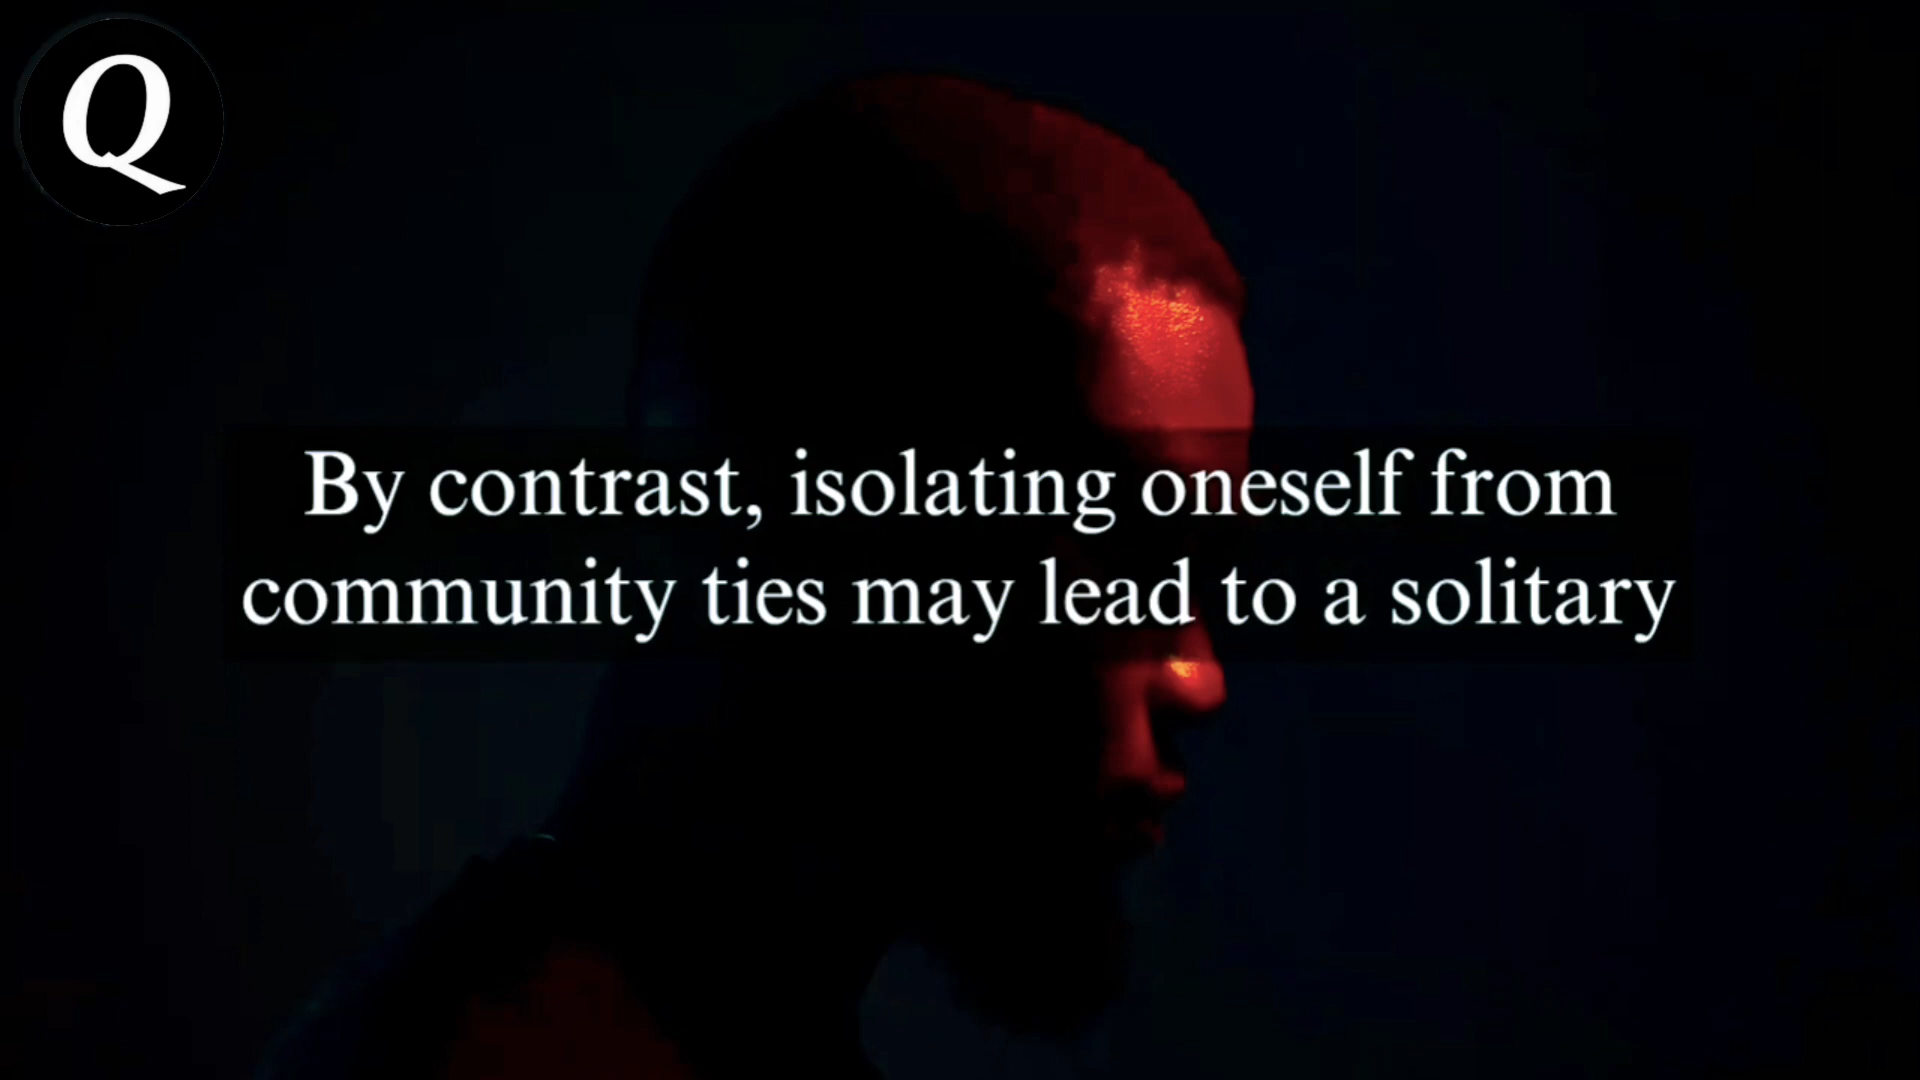 Q
By contrast, isolating oneself from
community ties may lead to a solitary